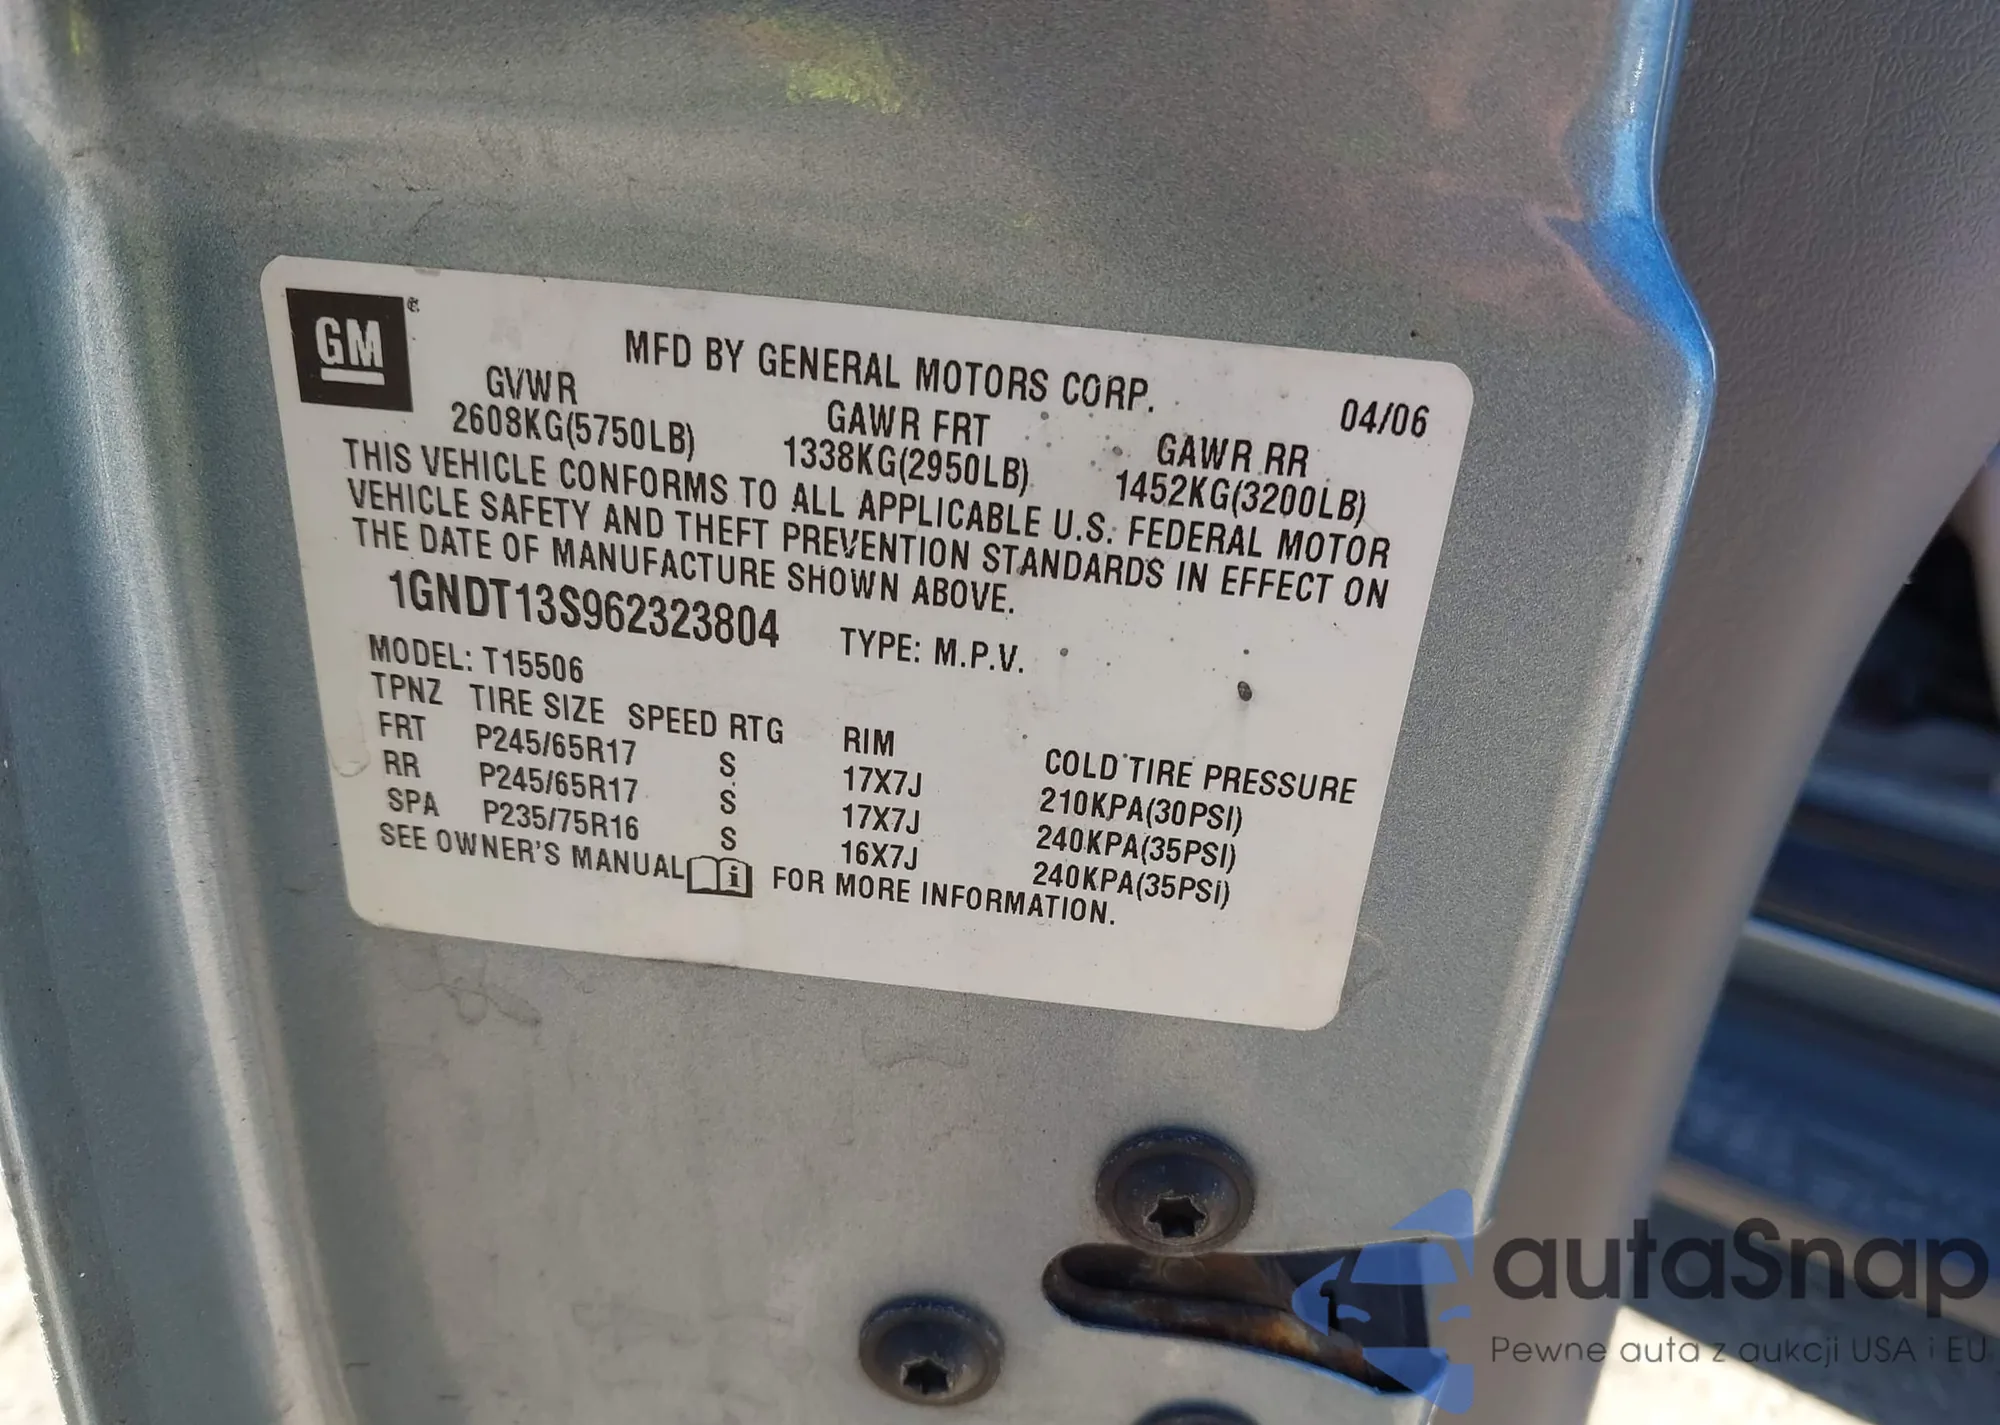 GM
MFD BY GENERAL MOTORS CORP. 04/06
GVWR GAWR FRT GAWR RR
2608KG(5750LB) 1338KG(2950LB) 1452KG(3200LB)
THIS VEHICLE CONFORMS TO ALL APPLICABLE U.S. FEDERAL MOTOR
VEHICLE SAFETY AND THEFT PREVENTION STANDARDS IN EFFECT ON
THE DATE OF MANUFACTURE SHOWN ABOVE.
1GNDT13S962323804 TYPE: M.P.V.
MODEL: T15506
TPNZ TIRE SIZE SPEED RTG RIM COLD TIRE PRESSURE
FRT P245/65R17 S 17X7J 210KPA(30PSI)
RR P245/65R17 S 17X7J 240KPA(35PSI)
SPA P235/75R16 S 16X7J 240KPA(35PSI)
SEE OWNER'S MANUAL i FOR MORE INFORMATION.
autaSnap
Pewne auta z aukcji USA i EU